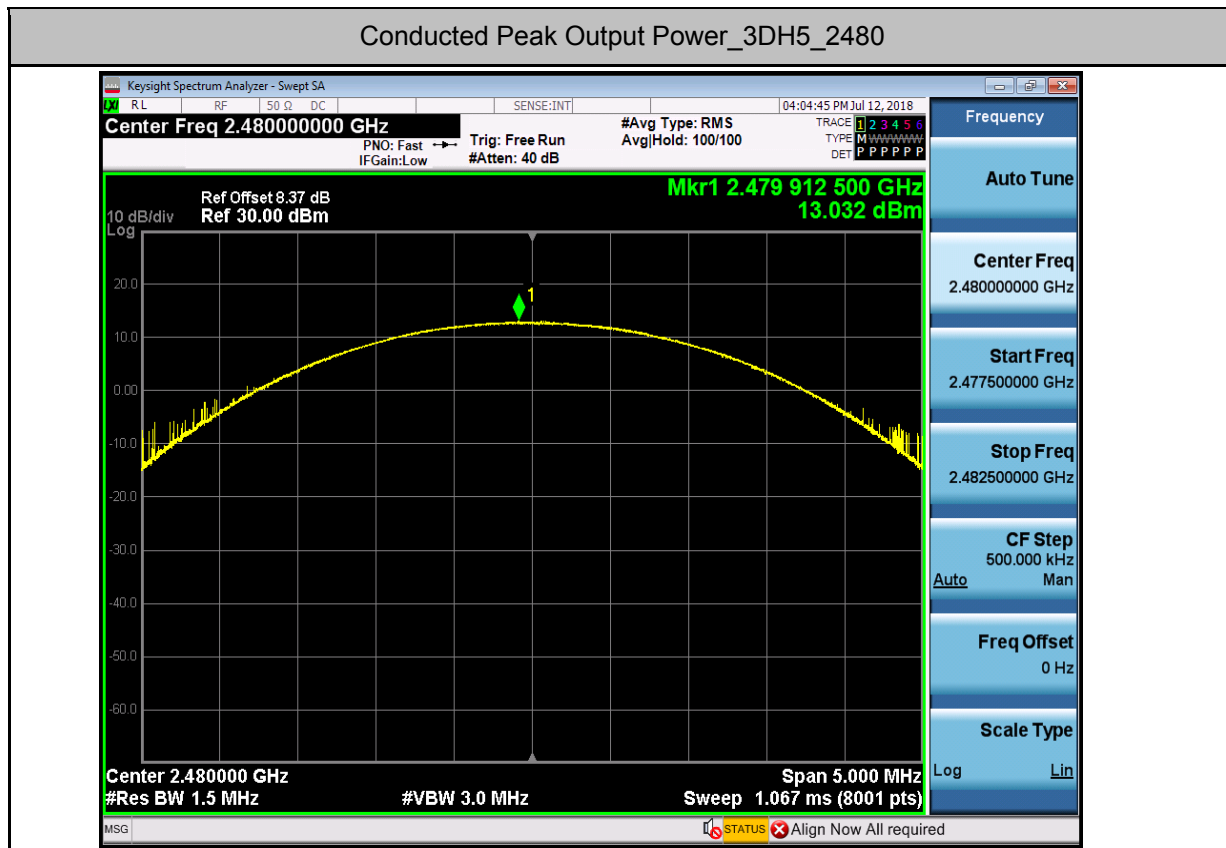 Conducted Peak Output Power_3DH5_2480
Keysight Spectrum Analyzer - Swept SA
LXI RL RF 50 Ω DC SENSE:INT 04:04:45 PM Jul 12, 2018
Center Freq 2.480000000 GHz
PNO: Fast
IFGain:Low
Trig: Free Run
#Atten: 40 dB
#Avg Type: RMS
Avg|Hold: 100/100
TRACE 1 2 3 4 5 6
TYPE M W W W W W
DET P P P P P P
Ref Offset 8.37 dB
10 dB/div Ref 30.00 dBm
Log
Mkr1 2.479 912 500 GHz
13.032 dBm
1
20.0
10.0
0.00
-10.0
-20.0
-30.0
-40.0
-50.0
-60.0
Center 2.480000 GHz Span 5.000 MHz
#Res BW 1.5 MHz #VBW 3.0 MHz Sweep 1.067 ms (8001 pts)
MSG STATUS Align Now All required
Frequency
Auto Tune
Center Freq
2.480000000 GHz
Start Freq
2.477500000 GHz
Stop Freq
2.482500000 GHz
CF Step
500.000 kHz
Auto Man
Freq Offset
0 Hz
Scale Type
Log Lin